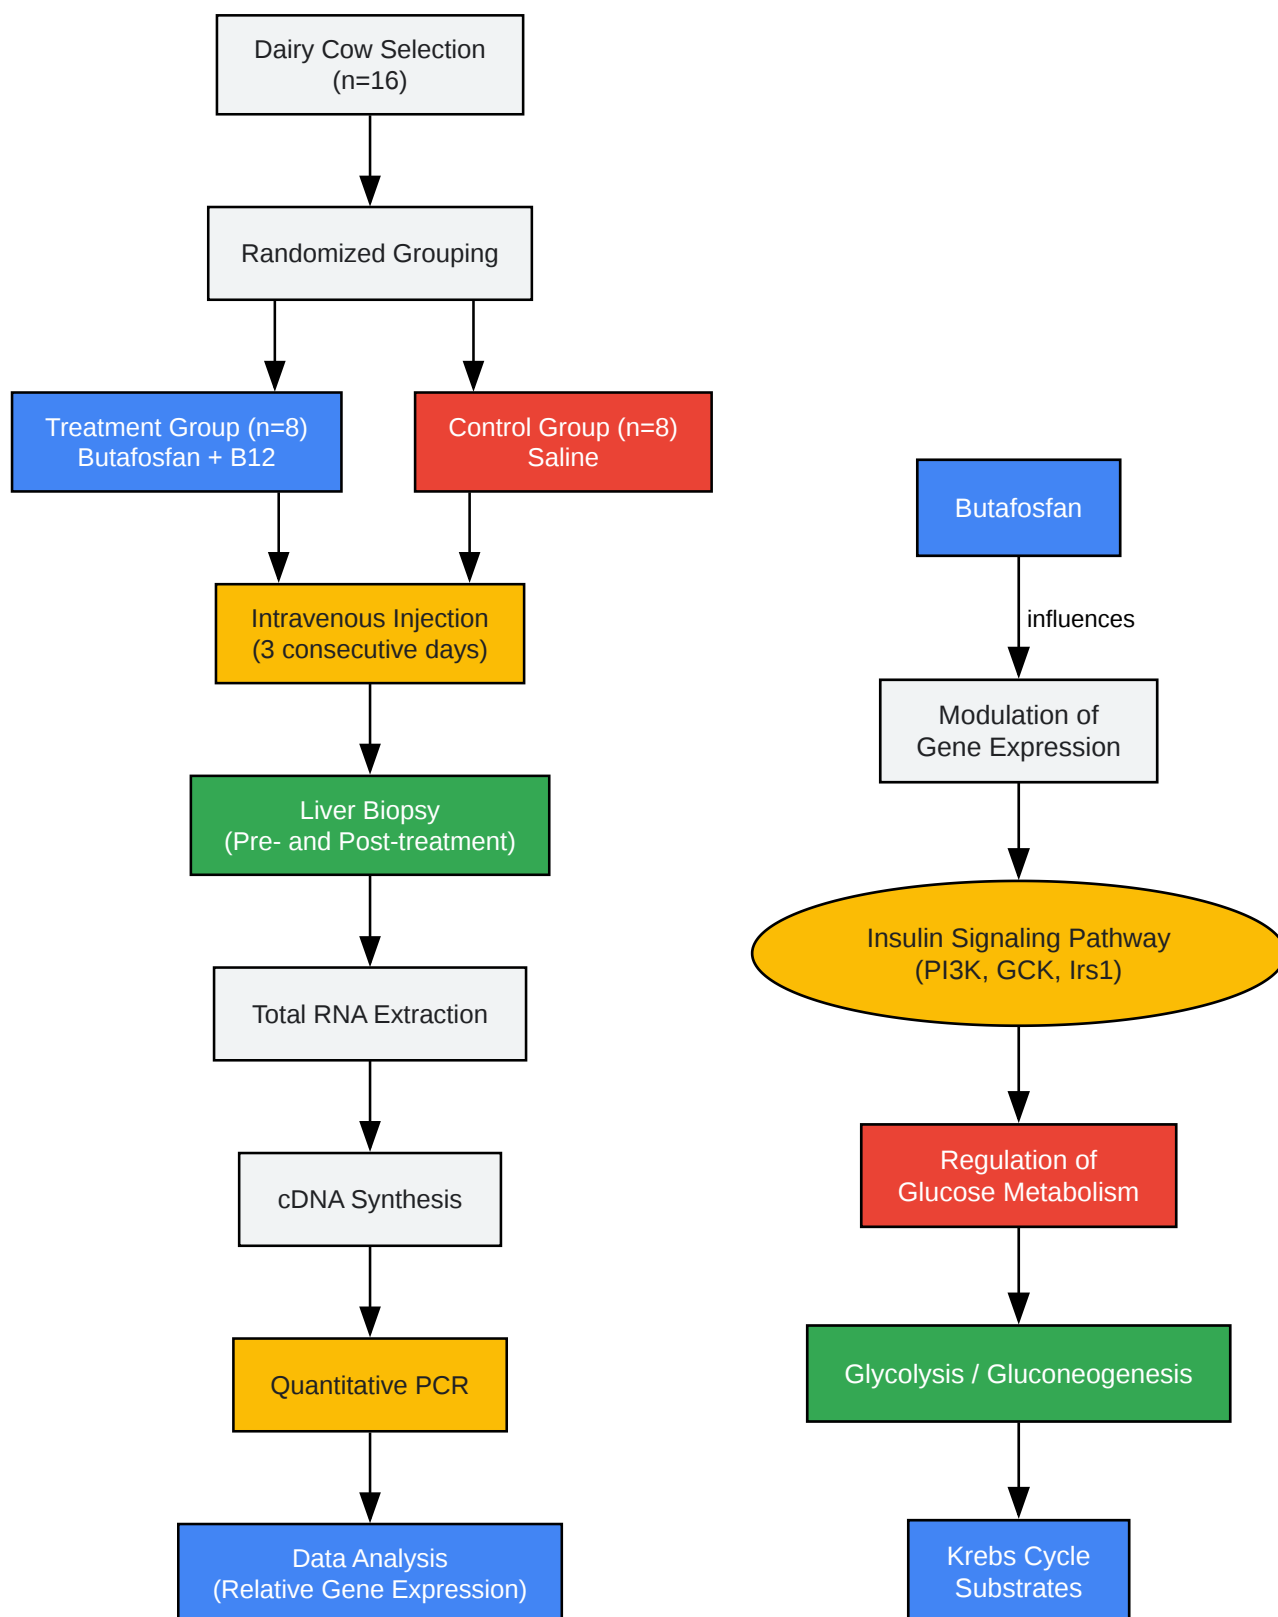 Dairy Cow Selection
(n=16)
Randomized Grouping
Treatment Group (n=8)
Butafosfan + B12
Control Group (n=8)
Saline
Intravenous Injection
(3 consecutive days)
Liver Biopsy
(Pre- and Post-treatment)
Total RNA Extraction
cDNA Synthesis
Quantitative PCR
Data Analysis
(Relative Gene Expression)
Butafosfan
influences
Modulation of
Gene Expression
Insulin Signaling Pathway
(PI3K, GCK, Irs1)
Regulation of
Glucose Metabolism
Glycolysis / Gluconeogenesis
Krebs Cycle
Substrates